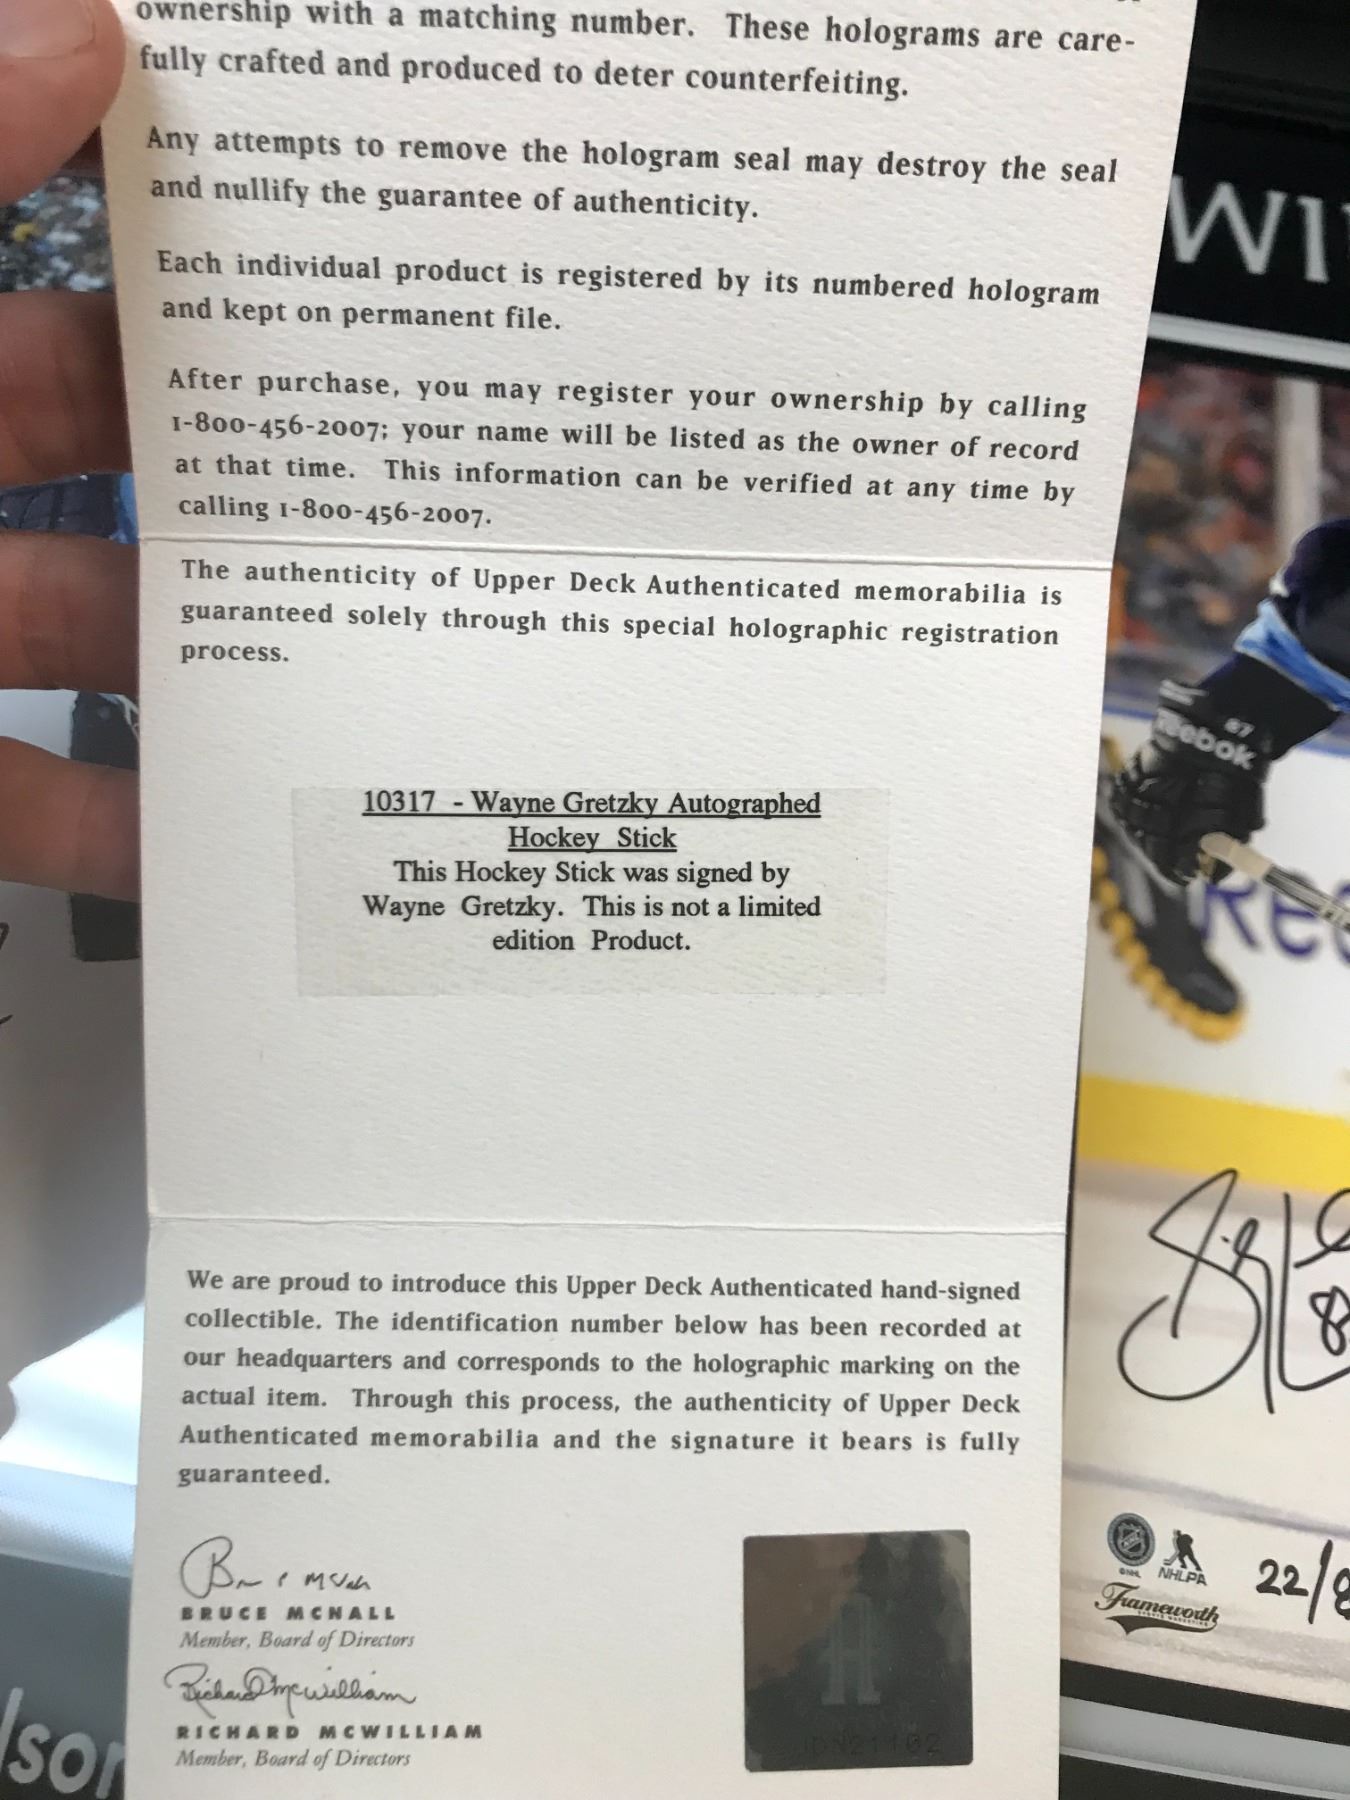 ownership with a matching number. These holograms are care-
fully crafted and produced to deter counterfeiting.
Any attempts to remove the hologram seal may destroy the seal
and nullify the guarantee of authenticity.
Each individual product is registered by its numbered hologram
and kept on permanent file.
After purchase, you may register your ownership by calling
1-800-456-2007; your name will be listed as the owner of record
at that time. This information can be verified at any time by
calling 1-800-456-2007.
The authenticity of Upper Deck Authenticated memorabilia is
guaranteed solely through this special holographic registration
process.
10317 - Wayne Gretzky Autographed
Hockey Stick
This Hockey Stick was signed by
Wayne Gretzky. This is not a limited
edition Product.
We are proud to introduce this Upper Deck Authenticated hand-signed
collectible. The identification number below has been recorded at
our headquarters and corresponds to the holographic marking on the
actual item. Through this process, the authenticity of Upper Deck
Authenticated memorabilia and the signature it bears is fully
guaranteed.
BRUCE MCNALL
Member, Board of Directors
Richard McWilliam
RICHARD MCWILLIAM
Member, Board of Directors
WI
87
Reebok
Ree
NHL
NHLPA
Frameworth
22/8
lson